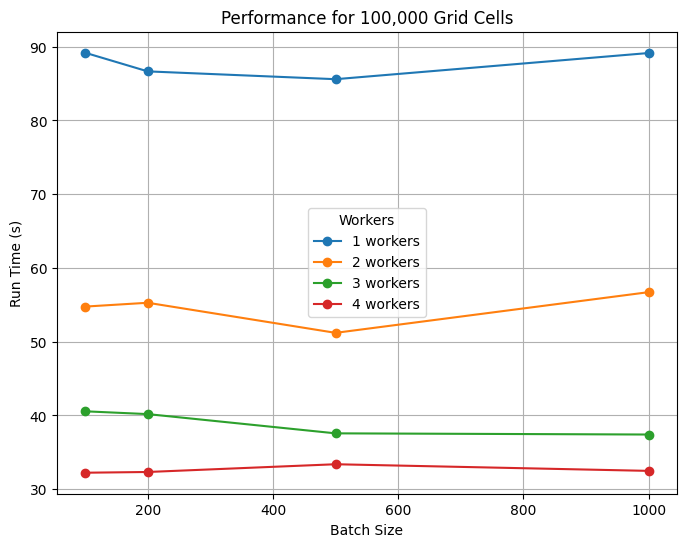 Performance for 100,000 Grid Cells
90
80
70
60
50
40
30
Run Time (s)
Workers
1 workers
2 workers
3 workers
4 workers
200
400
600
800
1000
Batch Size